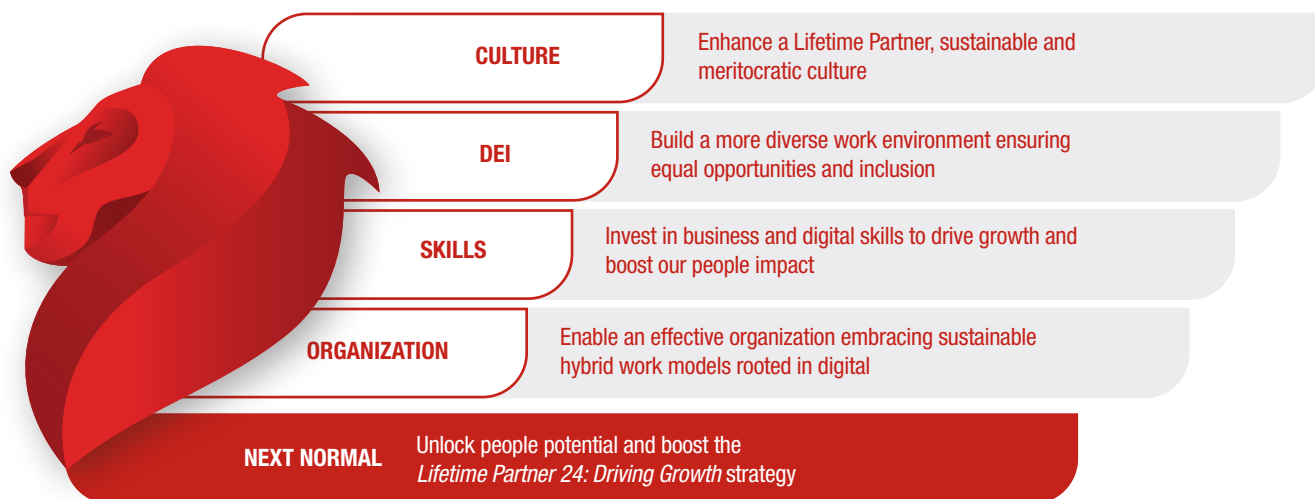 CULTURE
Enhance a Lifetime Partner, sustainable and
meritocratic culture
DEI
Build a more diverse work environment ensuring
equal opportunities and inclusion
SKILLS
Invest in business and digital skills to drive growth and
boost our people impact
ORGANIZATION
Enable an effective organization embracing sustainable
hybrid work models rooted in digital
NEXT NORMAL
Unlock people potential and boost the
Lifetime Partner 24: Driving Growth strategy